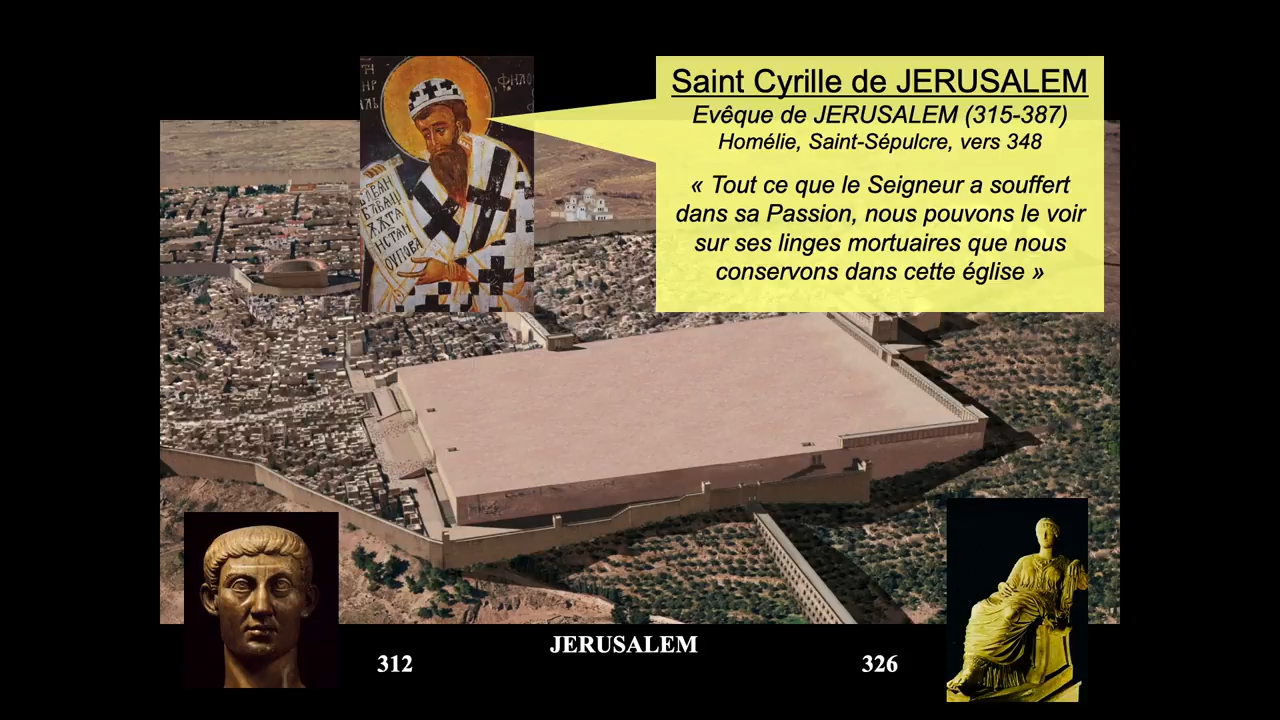 Saint Cyrille de JERUSALEM
Evêque de JERUSALEM (315-387)
Homélie, Saint-Sépulcre, vers 348
« Tout ce que le Seigneur a souffert
dans sa Passion, nous pouvons le voir
sur ses linges mortuaires que nous
conservons dans cette église »
JERUSALEM
312
326